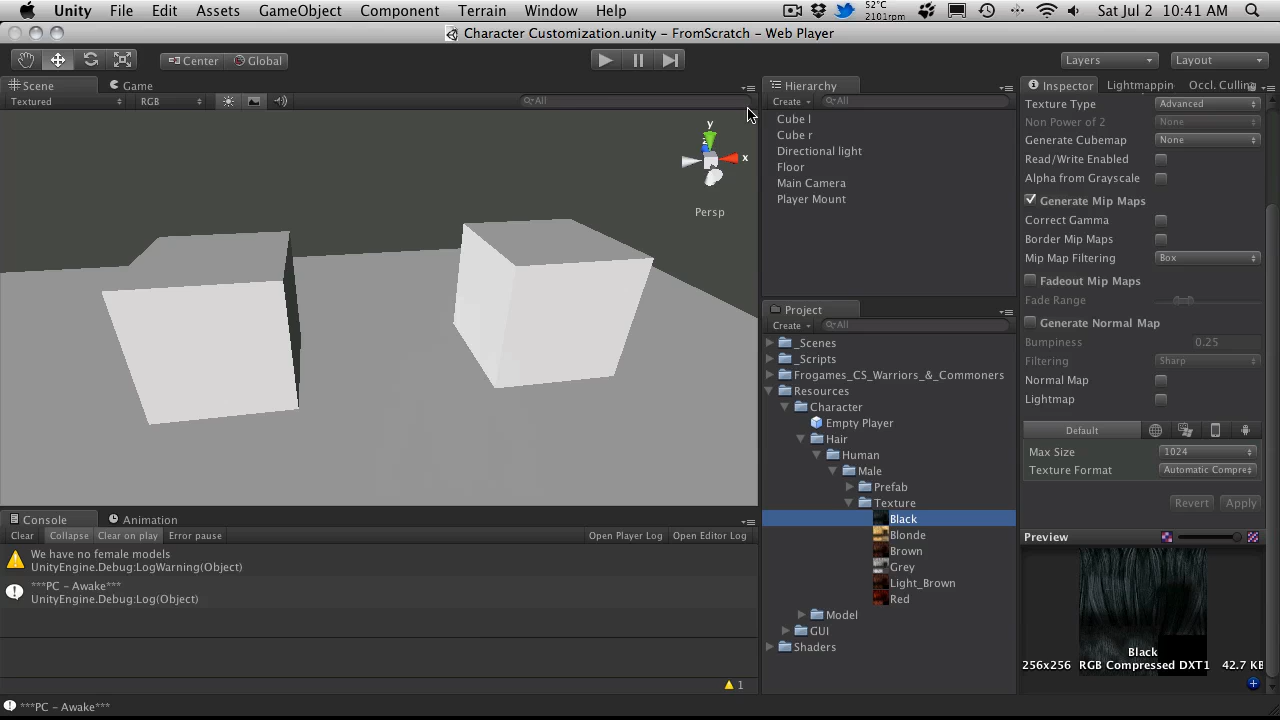 Unity File Edit Assets GameObject Component Terrain Window Help 52°C 2101rpm Sat Jul 2 10:41 AM
Character Customization.unity – FromScratch – Web Player
Center Global Layers Layout
Scene Game
Textured RGB All
y
x
z
Persp
Hierarchy
Create All
Cube l
Cube r
Directional light
Floor
Main Camera
Player Mount
Project
Create All
_Scenes
_Scripts
Frogames_CS_Warriors_&_Commoners
Resources
Character
Empty Player
Hair
Human
Male
Prefab
Texture
Black
Blonde
Brown
Grey
Light_Brown
Red
Model
GUI
Shaders
Inspector Lightmappin Occl. Culling
Texture Type Advanced
Non Power of 2 None
Generate Cubemap None
Read/Write Enabled
Alpha from Grayscale
Generate Mip Maps
Correct Gamma
Border Mip Maps
Mip Map Filtering Box
Fadeout Mip Maps
Fade Range
Generate Normal Map
Bumpiness 0.25
Filtering Sharp
Normal Map
Lightmap
Default
Max Size 1024
Texture Format Automatic Compre
Revert Apply
Preview
Black
256x256 RGB Compressed DXT1 42.7 KB
Console Animation
Clear Collapse Clear on play Error pause Open Player Log Open Editor Log
We have no female models
UnityEngine.Debug:LogWarning(Object)
***PC – Awake***
UnityEngine.Debug:Log(Object)
1
***PC – Awake***